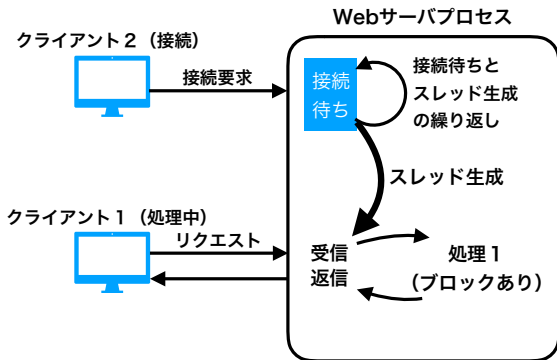 Webサーバプロセス
クライアント2（接続）
接続要求
接続
待ち
接続待ちと
スレッド生成
の繰り返し
スレッド生成
クライアント1（処理中）
リクエスト
受信
返信
処理1
（ブロックあり）